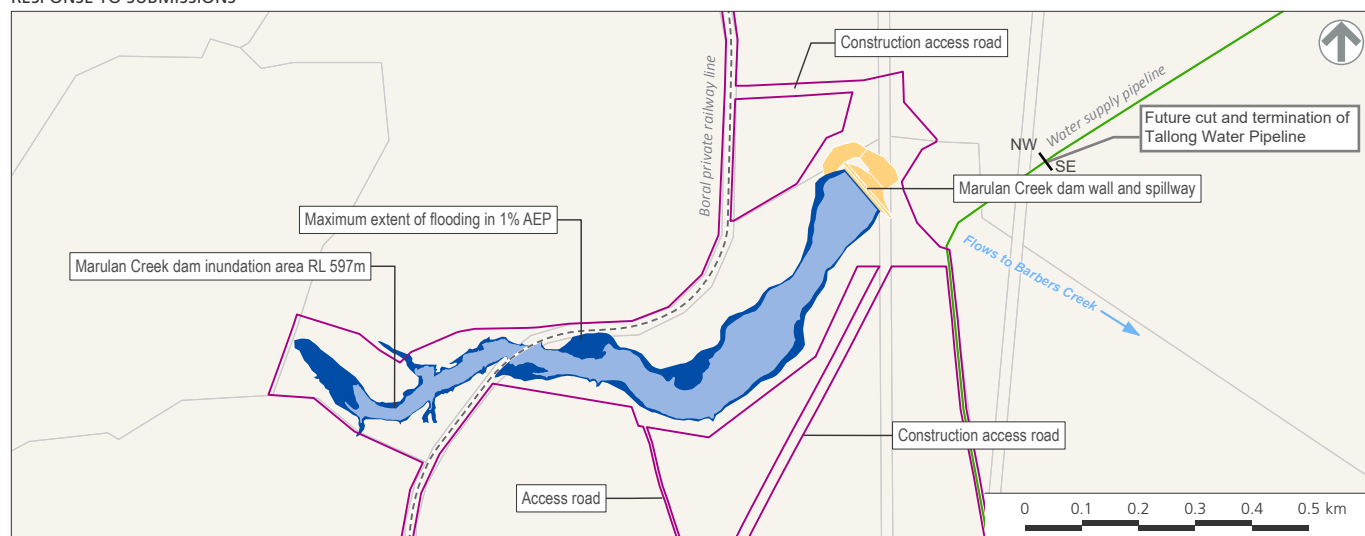 RESPONSE TO SUBMISSIONS
Construction access road
Boral private railway line
Water supply pipeline
Future cut and termination of
Tallong Water Pipeline
NW
SE
Marulan Creek dam wall and spillway
Maximum extent of flooding in 1% AEP
Marulan Creek dam inundation area RL 597m
Flows to Barbers Creek
Construction access road
Access road
0 0.1 0.2 0.3 0.4 0.5 km